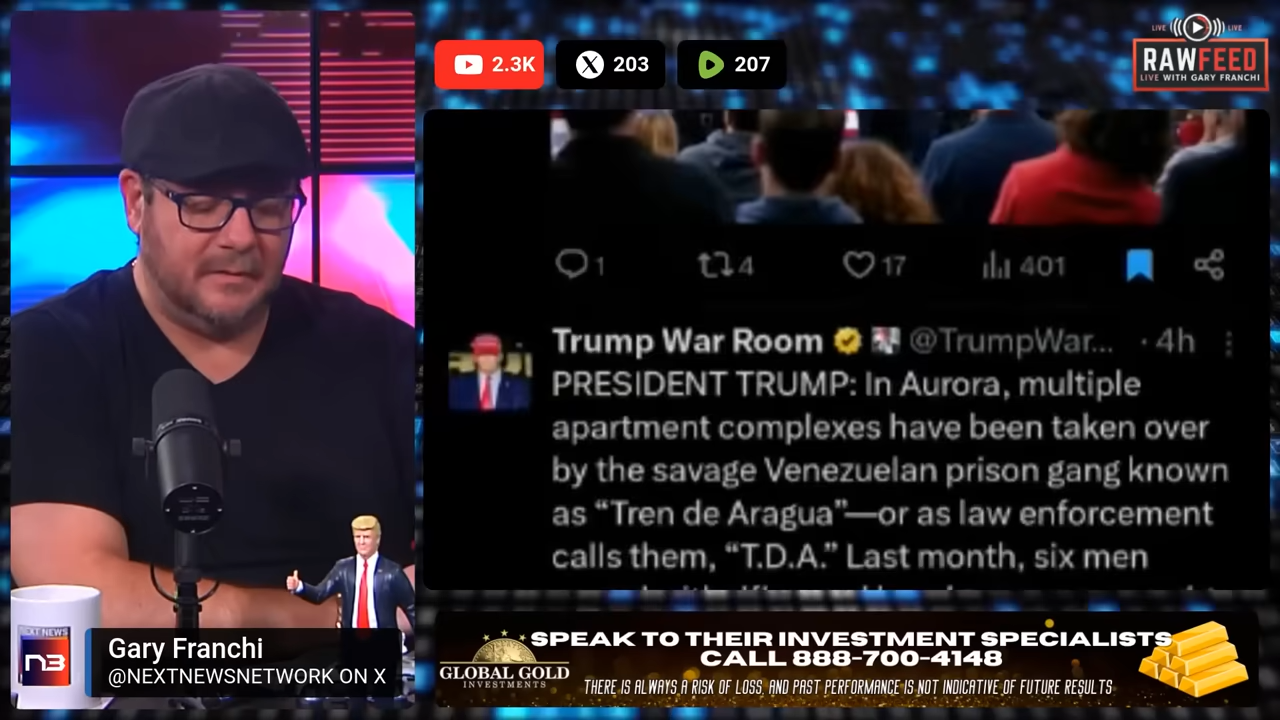 2.3K
203
207
LIVE LIVE
RAWFEED
LIVE WITH GARY FRANCHI
1 4 17 401
Trump War Room @TrumpWar... · 4h
PRESIDENT TRUMP: In Aurora, multiple
apartment complexes have been taken over
by the savage Venezuelan prison gang known
as “Tren de Aragua”—or as law enforcement
calls them, “T.D.A.” Last month, six men
NEXT NEWS
n3
Gary Franchi
@NEXTNEWSNETWORK ON X
GLOBAL GOLD
INVESTMENTS
SPEAK TO THEIR INVESTMENT SPECIALISTS
CALL 888-700-4148
THERE IS ALWAYS A RISK OF LOSS, AND PAST PERFORMANCE IS NOT INDICATIVE OF FUTURE RESULTS